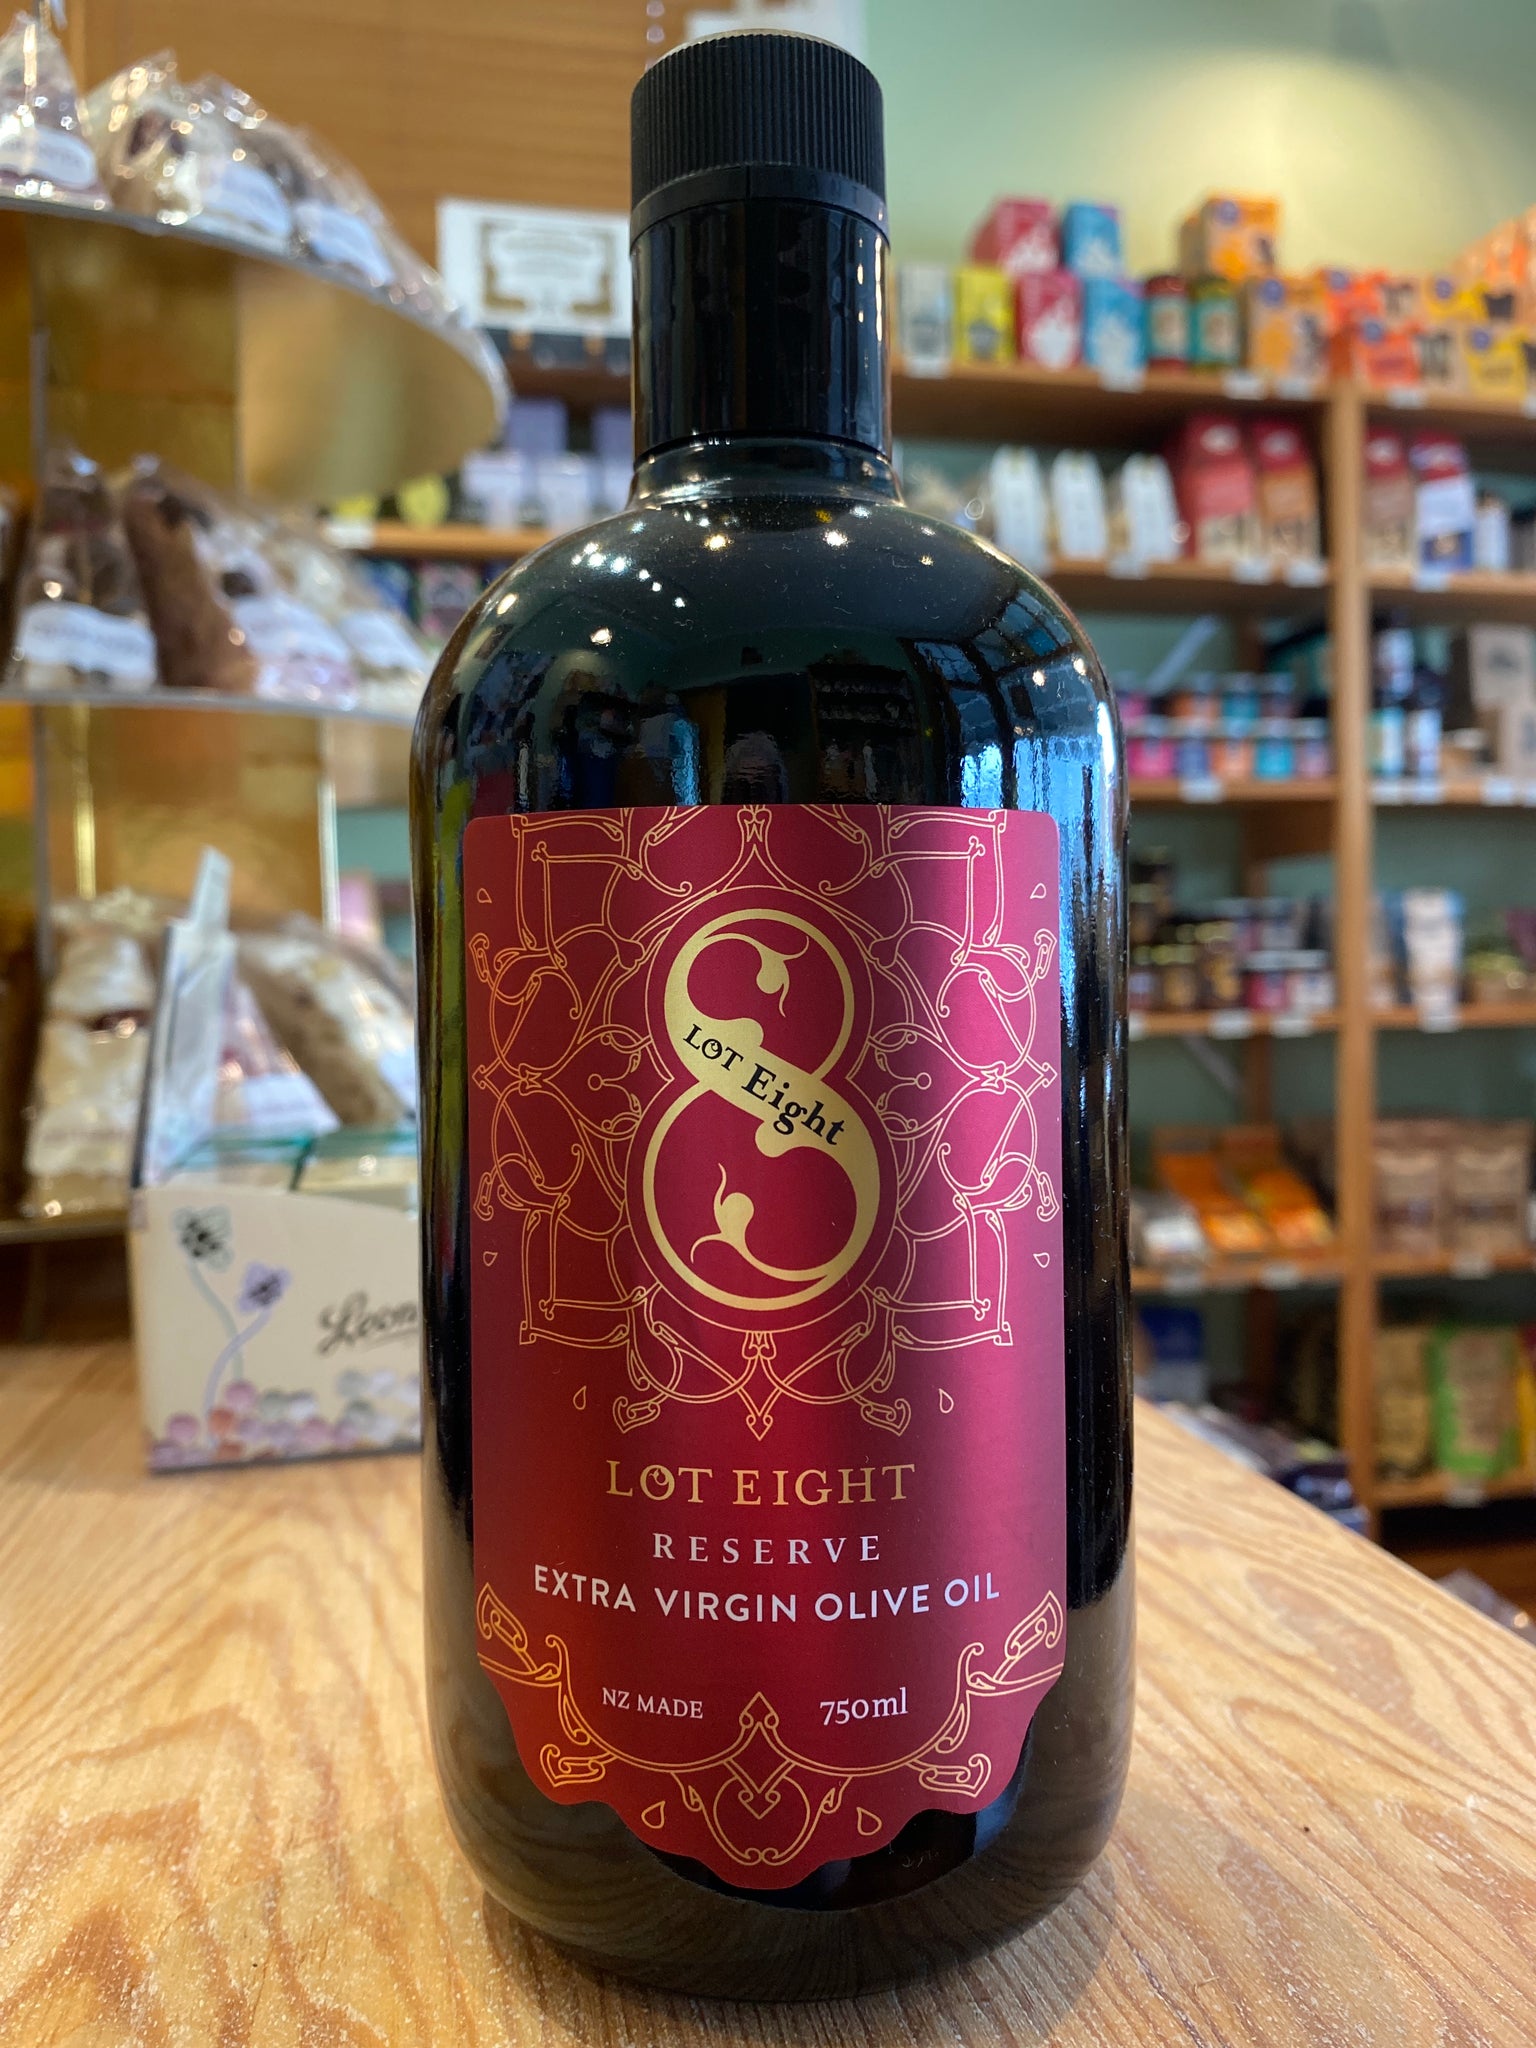 LOT Eight
LOT EIGHT
RESERVE
EXTRA VIRGIN OLIVE OIL
NZ MADE 750ml